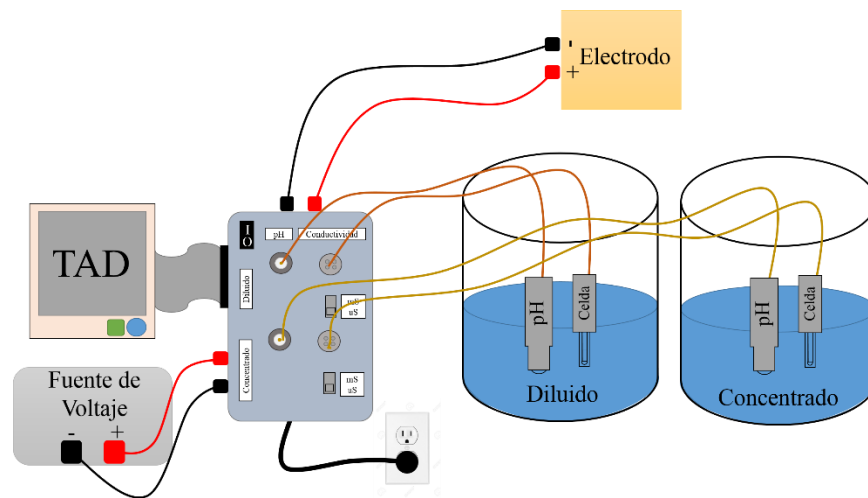 -
+
Electrodo
TAD
I
O
pH
Conductividad
Diluido
mS
uS
Concentrado
mS
uS
Fuente de
Voltaje
-
+
pH
Celda
Diluido
pH
Celda
Concentrado